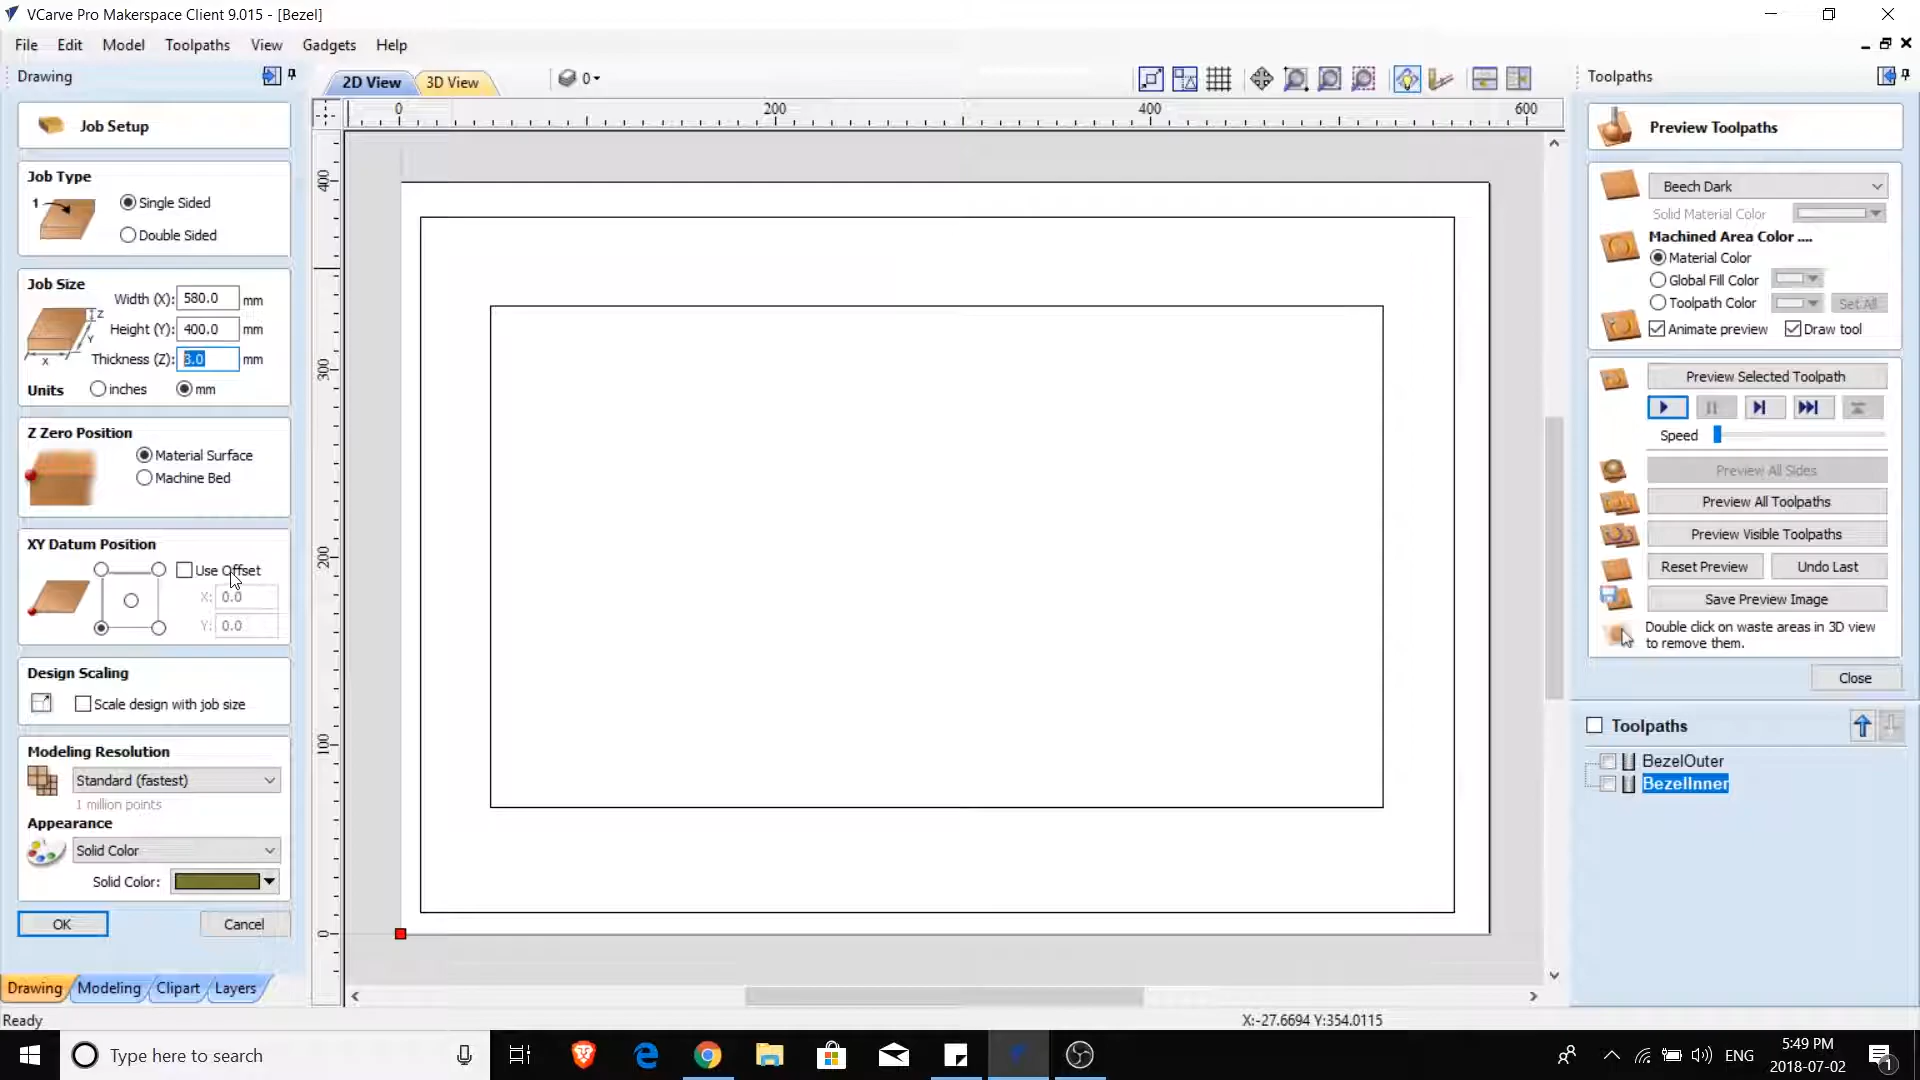 VCarve Pro Makerspace Client 9.015 - [Bezel]
File Edit Model Toolpaths View Gadgets Help
Drawing
2D View 3D View 0
Toolpaths
0 200 400 600
Job Setup
Preview Toolpaths
Job Type
1
Single Sided
Double Sided
Beech Dark
Solid Material Color
Machined Area Color ....
Material Color
Global Fill Color
Toolpath Color Set All
Animate preview Draw tool
Job Size
Width (X): 580.0 mm
Height (Y): 400.0 mm
Thickness (Z): 3.0 mm
Z
Y
X
Units inches mm
Preview Selected Toolpath
Speed
Preview All Sides
Preview All Toolpaths
Preview Visible Toolpaths
Reset Preview Undo Last
Save Preview Image
Double click on waste areas in 3D view
to remove them.
Close
Z Zero Position
Material Surface
Machine Bed
XY Datum Position
Use Offset
X: 0.0
Y: 0.0
Design Scaling
Scale design with job size
Modeling Resolution
Standard (fastest)
1 million points
Appearance
Solid Color
Solid Color:
OK Cancel
400
300
200
100
0
Toolpaths
BezelOuter
BezelInner
Drawing Modeling Clipart Layers
Ready X:-27.6694 Y:354.0115
Type here to search
ENG
5:49 PM
2018-07-02
1